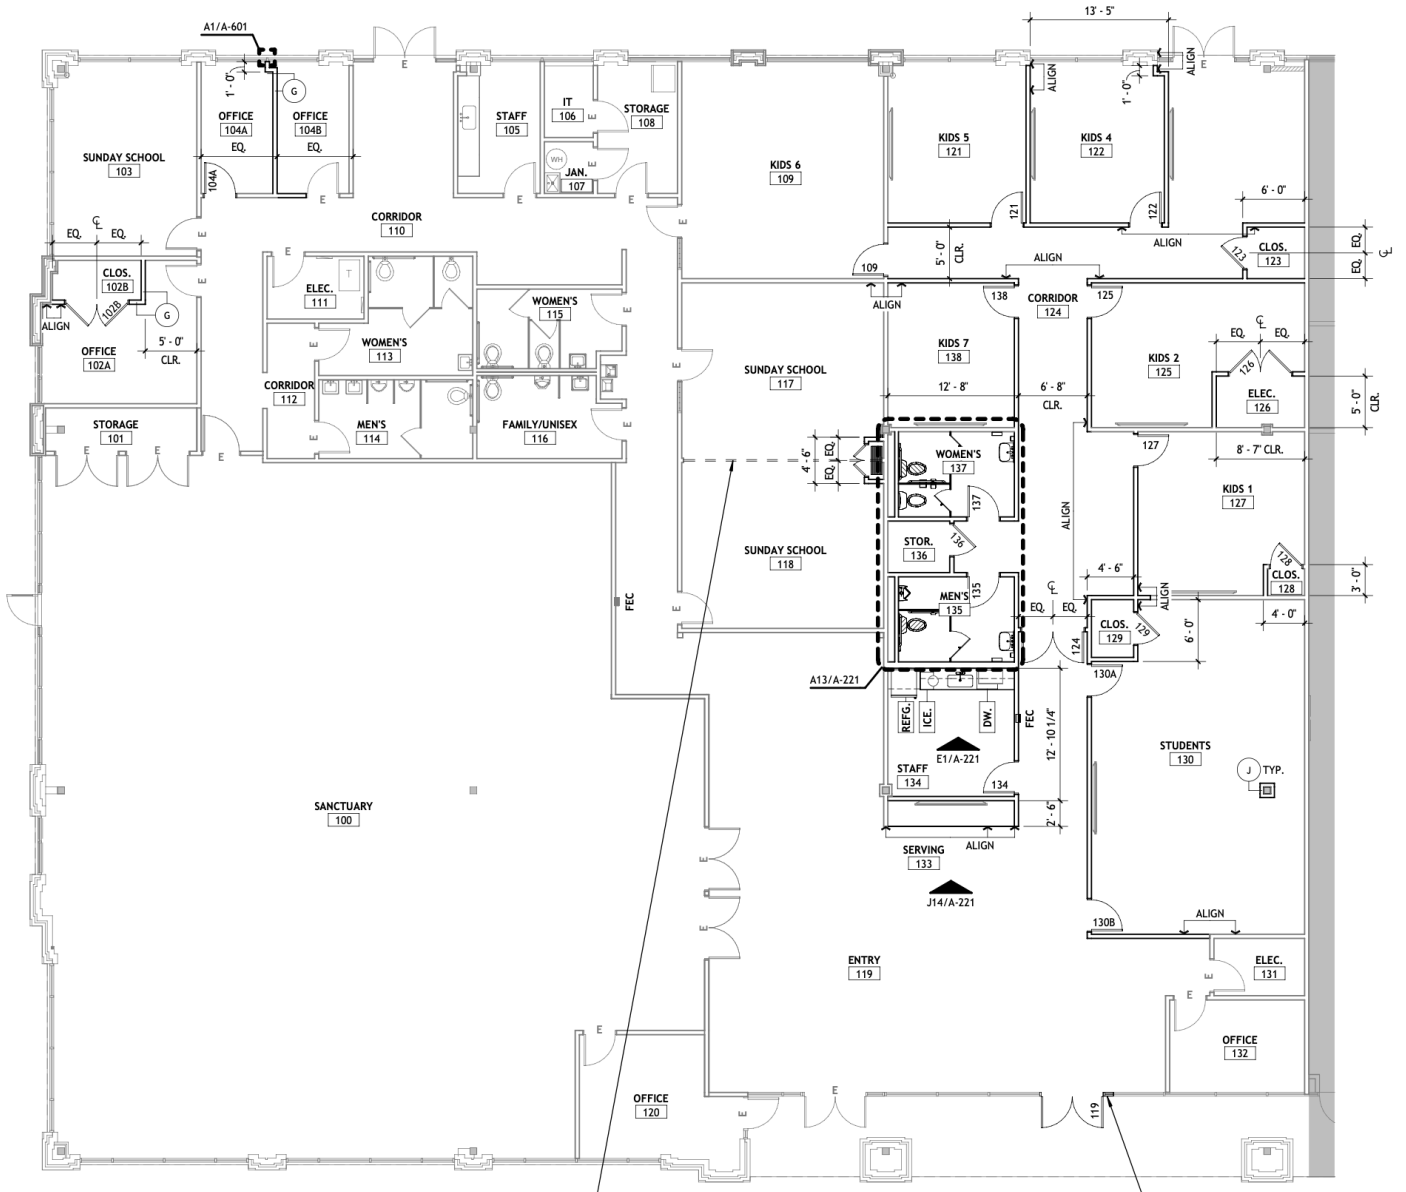 13' - 5"
A1/A-601
E
E
ALIGN
ALIGN
1' - 0"
1' - 0"
G
OFFICE
104A
OFFICE
104B
EQ.
EQ.
STAFF
105
IT
106
E
STORAGE
108
WH
E
JAN.
107
KIDS 5
121
KIDS 4
122
SUNDAY SCHOOL
103
104A
KIDS 6
109
E
E
E
121
122
6' - 0"
CORRIDOR
110
℄
EQ.
EQ.
E
E
E
5' - 0"
CLR.
ALIGN
123
CLOS.
123
EQ.
EQ.
℄
109
ALIGN
CLOS.
102B
E
102B
G
ALIGN
ELEC.
111
T
138
CORRIDOR
124
125
ALIGN
WOMEN'S
115
E
5' - 0"
CLR.
OFFICE
102A
E
WOMEN'S
113
KIDS 7
138
KIDS 2
125
℄
EQ.
EQ.
126
SUNDAY SCHOOL
117
E
CORRIDOR
112
12' - 8"
6' - 8"
CLR.
ELEC.
126
5' - 0"
CLR.
STORAGE
101
E
E
E
MEN'S
114
E
FAMILY/UNISEX
116
E
4' - 6"
EQ.
EQ.
WOMEN'S
137
127
8' - 7" CLR.
KIDS 1
127
137
ALIGN
STOR.
136
136
SUNDAY SCHOOL
118
128
CLOS.
128
3' - 0"
4' - 6"
ALIGN
135
MEN'S
135
℄
EQ.
EQ.
FEC
E
CLOS.
129
129
6' - 0"
4' - 0"
124
A13/A-221
130A
REFG.
ICE.
DW.
FEC
12' - 10 1/4"
E1/A-221
STAFF
134
134
STUDENTS
130
J
TYP.
SANCTUARY
100
2' - 6"
SERVING
133
ALIGN
E
J14/A-221
130B
ALIGN
E
ENTRY
119
ELEC.
131
E
E
OFFICE
132
E
OFFICE
120
E
E
119